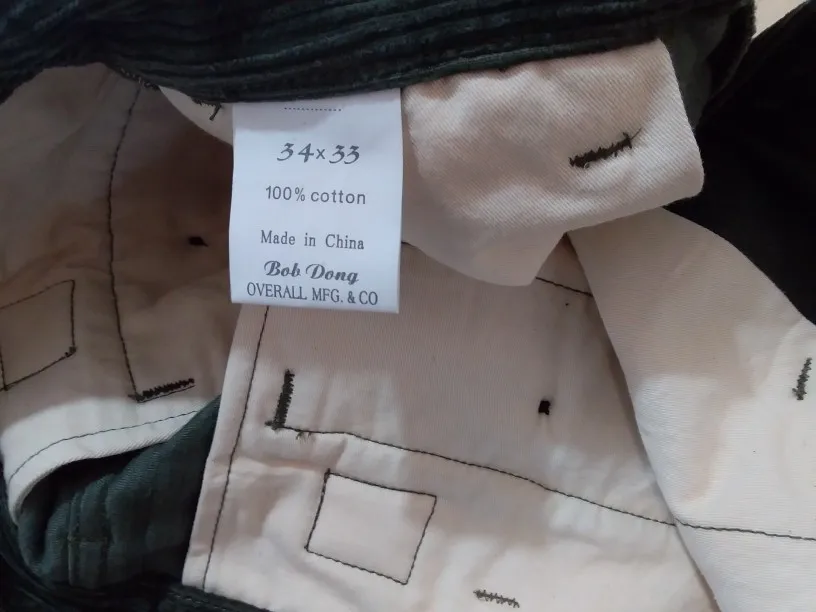 34x33
100% cotton
Made in China
Bob Dong
OVERALL MFG. & CO